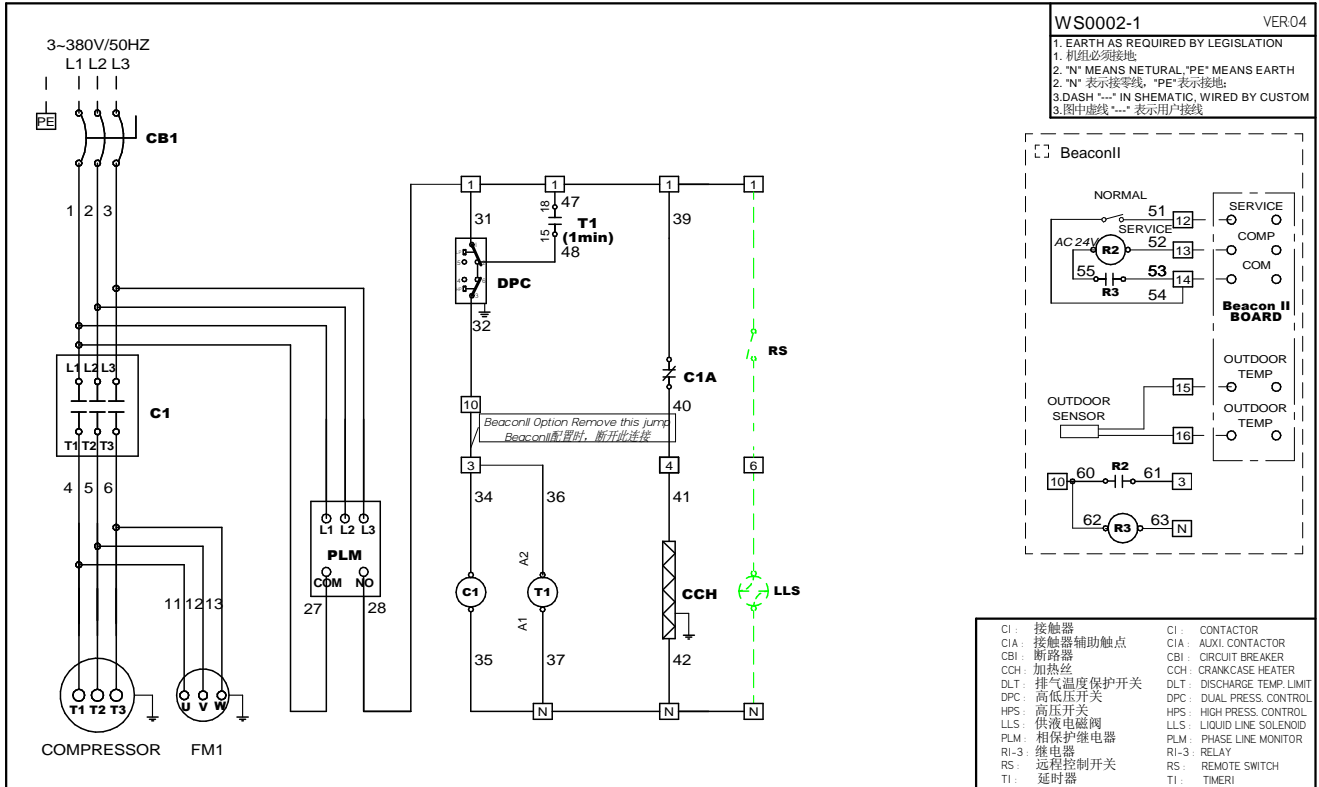 WS0002-1 VER:04
1. EARTH AS REQUIRED BY LEGISLATION
1. 机组必须接地;
2. "N" MEANS NETURAL,"PE" MEANS EARTH
2. "N" 表示接零线, "PE"表示接地;
3.DASH "---" IN SHEMATIC, WIRED BY CUSTOM
3.图中虚线 "---" 表示用户接线
3~380V/50HZ
L1 L2 L3
PE
CB1
1 2 3
L1 L2 L3
C1
T1 T2 T3
4 5 6
11 12 13
T1 T2 T3
U V W
COMPRESSOR FM1
L1 L2 L3
PLM
COM NO
27 28
1 1 1 1
31
18 47
T1
(1min)
15 48
39
DPC
32
RS
C1A
10
40
BeaconII Option Remove this jump
BeaconII配置时，断开此连接
3 4 6
34 36 41
A2
C1 T1 CCH LLS
A1
35 37 42
N N N
BeaconII
NORMAL
51 12 SERVICE
SERVICE
AC 24V R2 52 13 COMP
55 R3 53 14 COM
54
Beacon II
BOARD
OUTDOOR
TEMP
15
OUTDOOR
SENSOR
OUTDOOR
TEMP
16
10 60 R2 61 3
62 R3 63 N
CI : 接触器 CI : CONTACTOR
CIA : 接触器辅助触点 CIA : AUXI. CONTACTOR
CBI : 断路器 CBI : CIRCUIT BREAKER
CCH : 加热丝 CCH : CRANKCASE HEATER
DLT : 排气温度保护开关 DLT : DISCHARGE TEMP. LIMIT
DPC : 高低压开关 DPC : DUAL PRESS. CONTROL
HPS : 高压开关 HPS : HIGH PRESS. CONTROL
LLS : 供液电磁阀 LLS : LIQUID LINE SOLENOID
PLM : 相保护继电器 PLM : PHASE LINE MONITOR
RI-3 : 继电器 RI-3 : RELAY
RS : 远程控制开关 RS : REMOTE SWITCH
TI : 延时器 TI : TIMERI